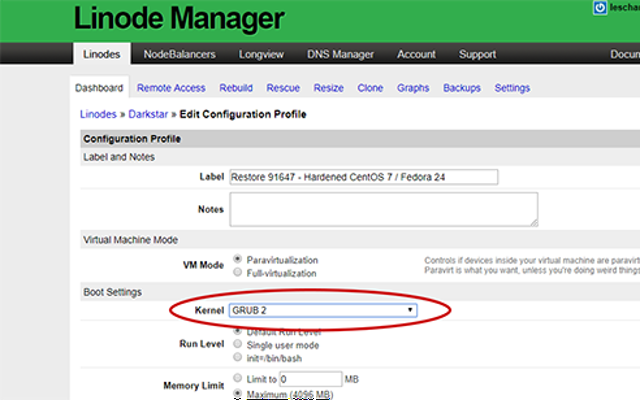 Linode Manager
Linodes NodeBalancers Longview DNS Manager Account Support
Dashboard Remote Access Rebuild Rescue Resize Clone Graphs Backups Settings
Linodes » Darkstar » Edit Configuration Profile
Configuration Profile
Label and Notes
Label Restore 91647 - Hardened CentOS 7 / Fedora 24
Notes
Virtual Machine Mode
VM Mode Paravirtualization Controls if devices inside your virtual machine are paravirt
Full-virtualization Paravirt is what you want, unless you're doing weird things
Boot Settings
Kernel GRUB 2
Run Level Default Run Level
Single user mode
init=/bin/bash
Memory Limit Limit to 0 MB
Maximum (4096 MB)